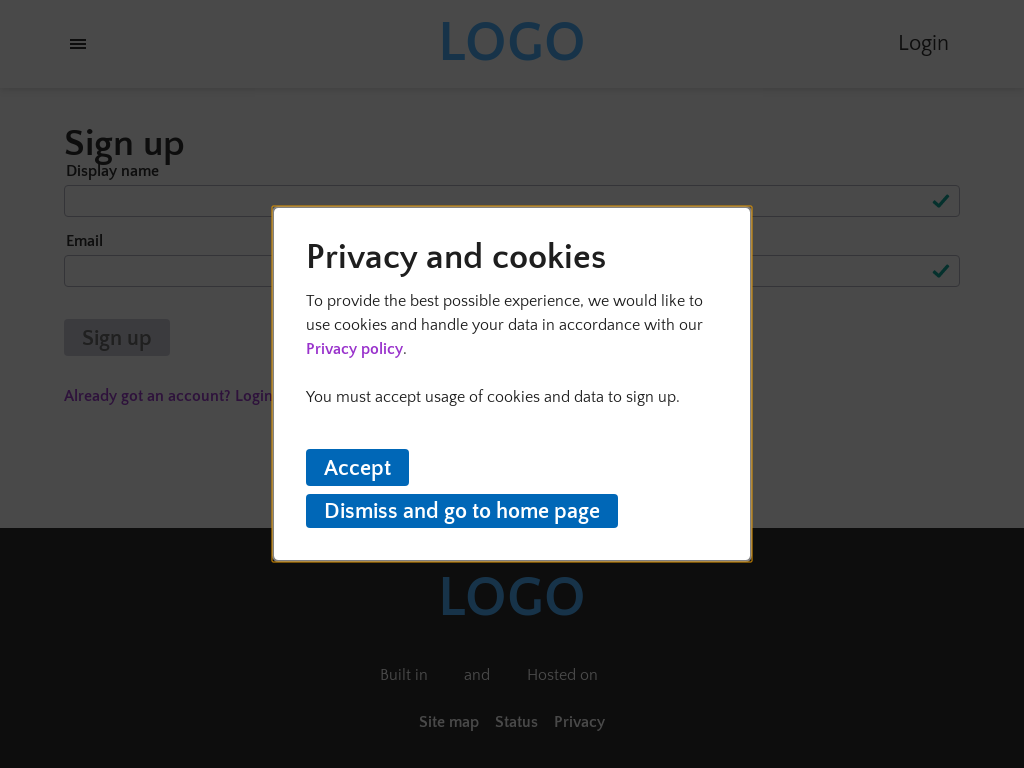 LOGO
Login
Sign up
Display name
Email
Sign up
Already got an account? Login
Privacy and cookies
To provide the best possible experience, we would like to
use cookies and handle your data in accordance with our
Privacy policy.
You must accept usage of cookies and data to sign up.
Accept
Dismiss and go to home page
LOGO
Built in and Hosted on
Site map Status Privacy